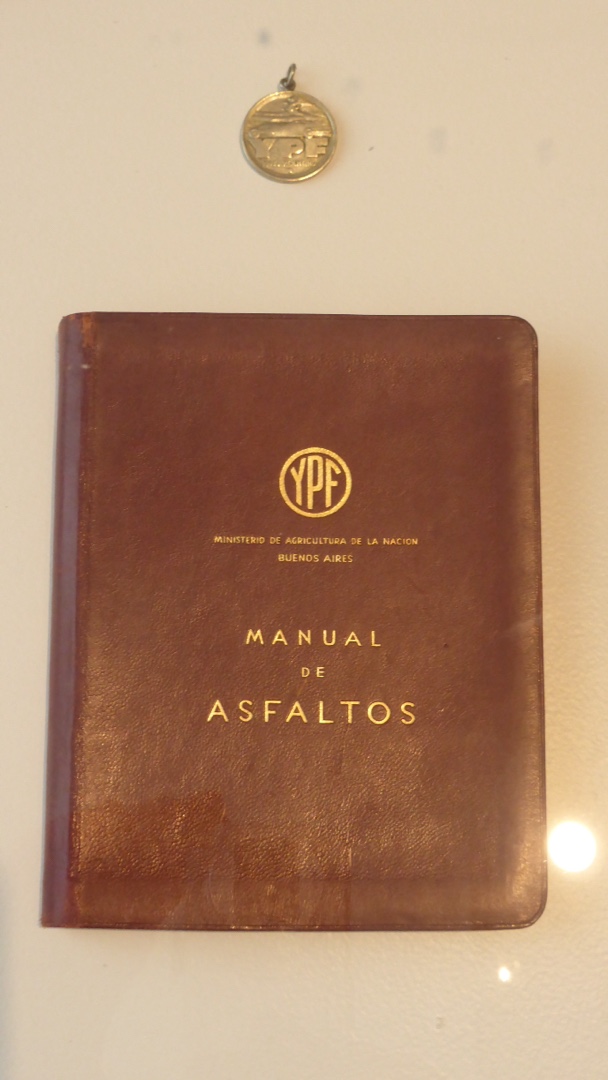 YPF
YPF
MINISTERIO DE AGRICULTURA DE LA NACION
BUENOS AIRES
MANUAL
DE
ASFALTOS